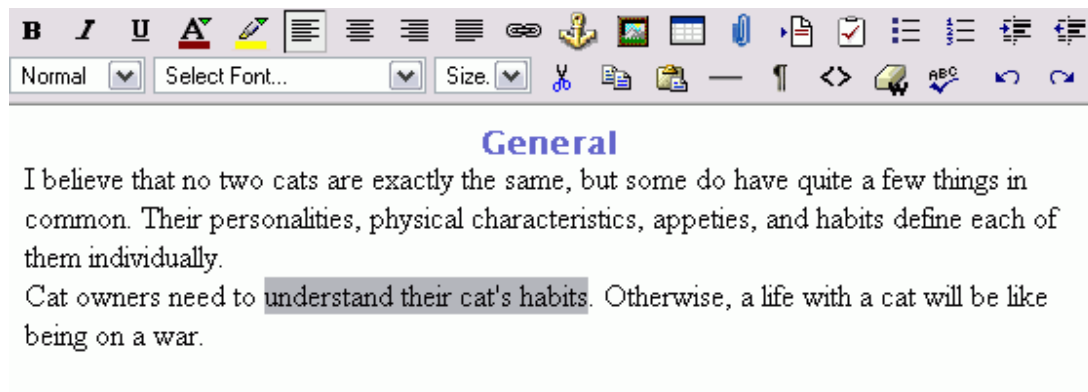 B I U A
Normal Select Font... Size.
ABC
General
I believe that no two cats are exactly the same, but some do have quite a few things in
common. Their personalities, physical characteristics, appeties, and habits define each of
them individually.
Cat owners need to understand their cat's habits. Otherwise, a life with a cat will be like
being on a war.